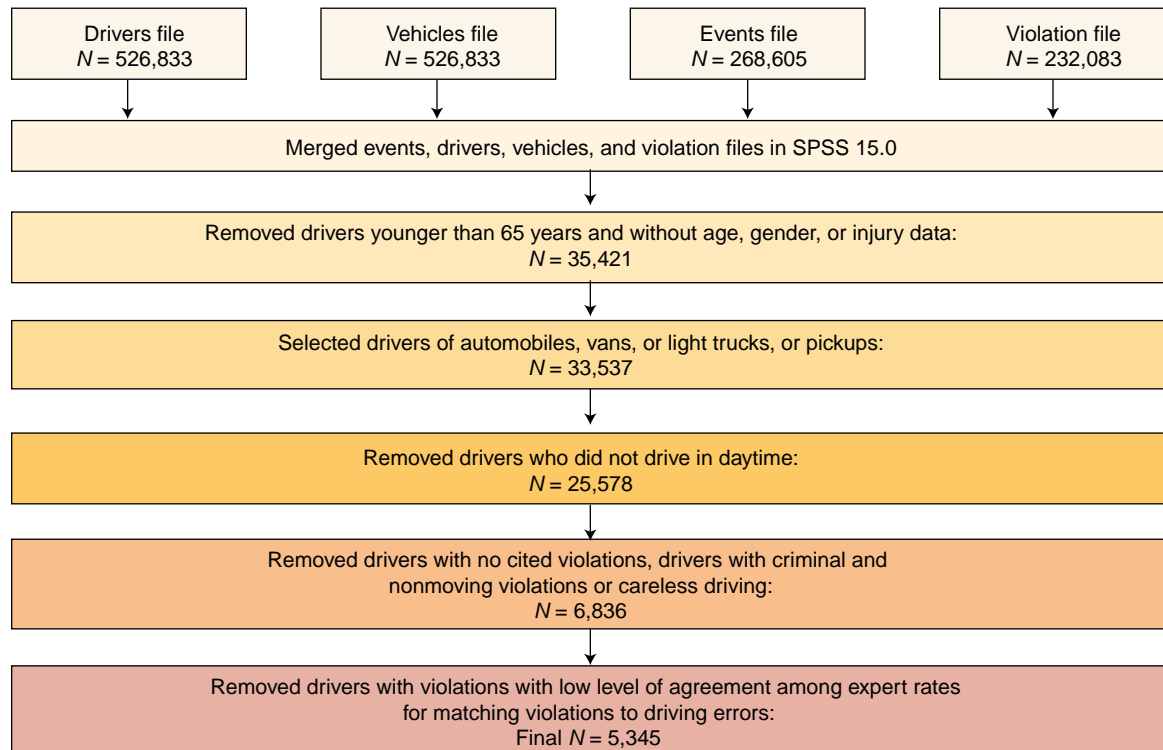 Drivers file
N = 526,833
Vehicles file
N = 526,833
Events file
N = 268,605
Violation file
N = 232,083
Merged events, drivers, vehicles, and violation files in SPSS 15.0
Removed drivers younger than 65 years and without age, gender, or injury data:
N = 35,421
Selected drivers of automobiles, vans, or light trucks, or pickups:
N = 33,537
Removed drivers who did not drive in daytime:
N = 25,578
Removed drivers with no cited violations, drivers with criminal and
nonmoving violations or careless driving:
N = 6,836
Removed drivers with violations with low level of agreement among expert rates
for matching violations to driving errors:
Final N = 5,345